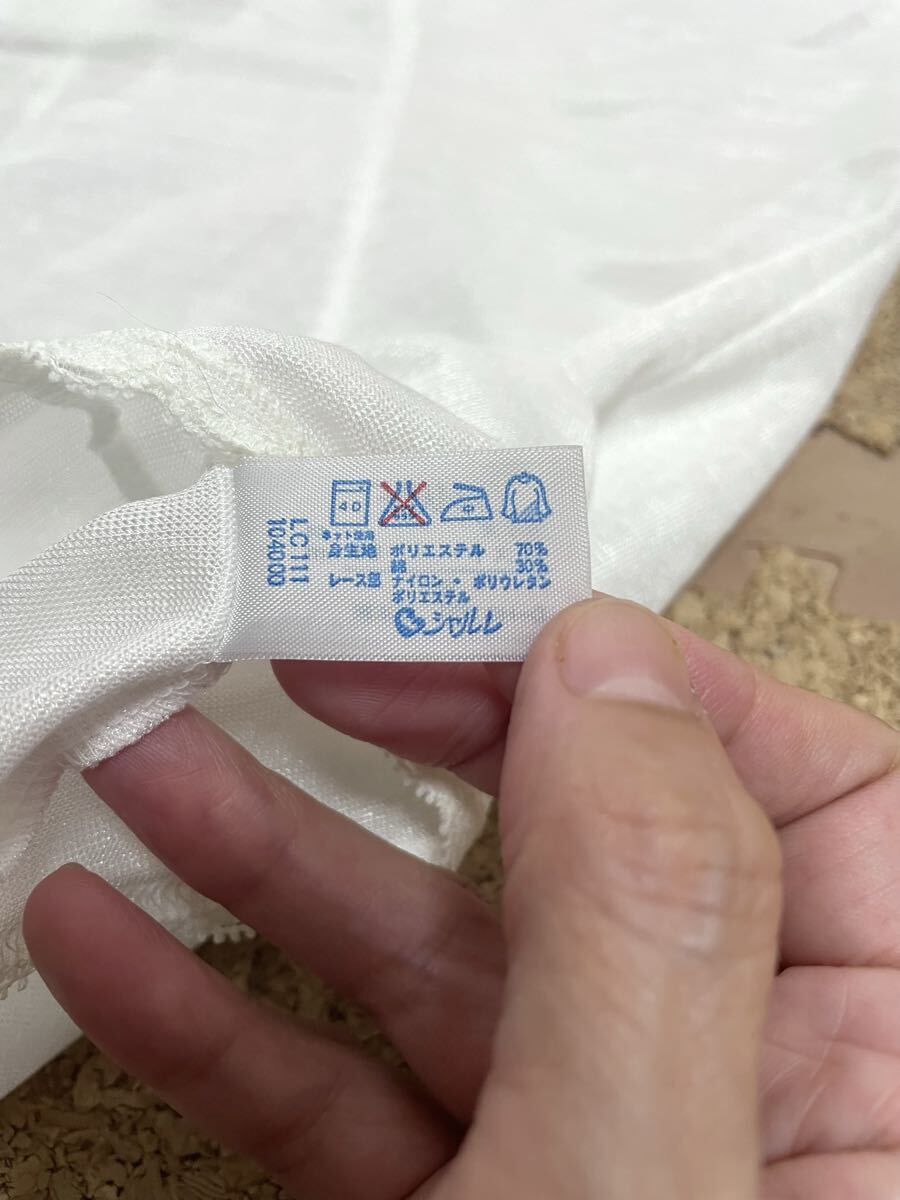 40
中
ネット使用
身生地 ポリエステル 70%
綿 30%
レース部 ナイロン・ポリウレタン
ポリエステル
シャルレ
LC111
104000